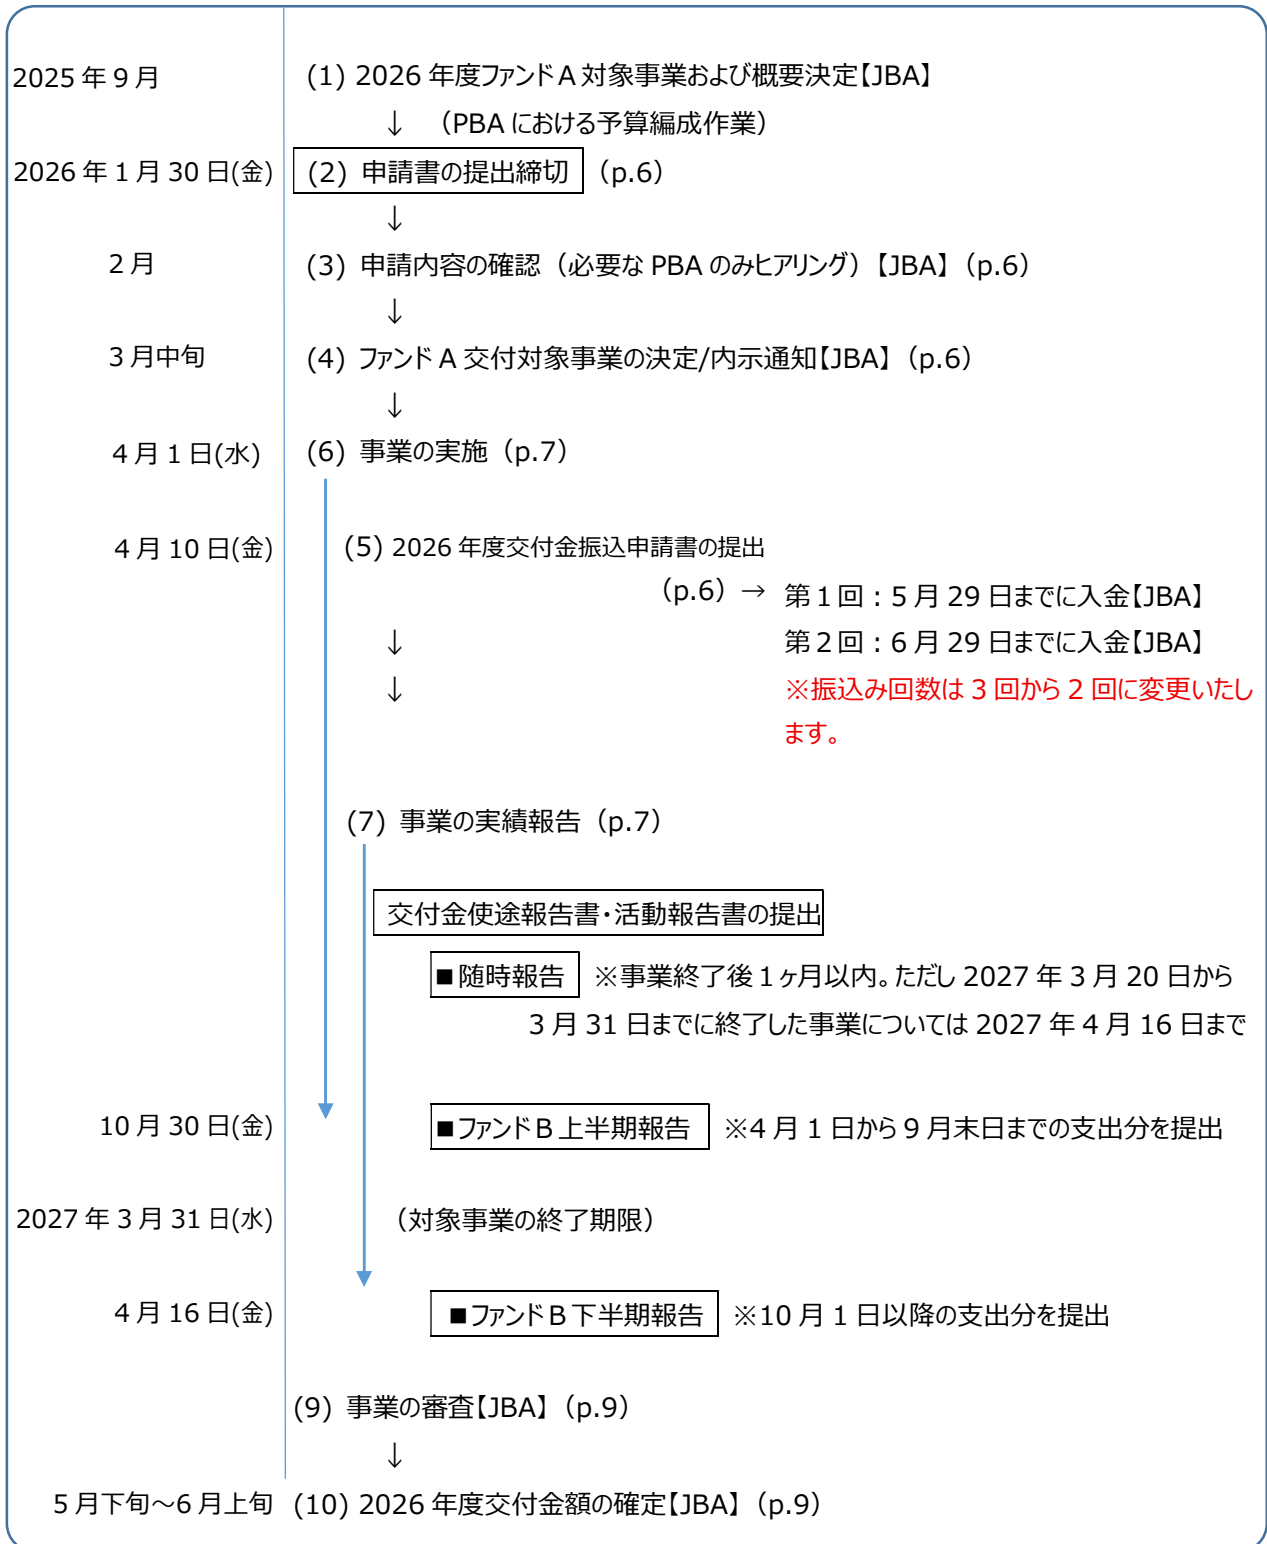 2025年9月 (1) 2026年度ファンドA対象事業および概要決定【JBA】
↓ （PBAにおける予算編成作業）
2026年1月30日(金) (2) 申請書の提出締切 （p.6）
↓
2月 (3) 申請内容の確認（必要なPBAのみヒアリング）【JBA】（p.6）
↓
3月中旬 (4) ファンドA交付対象事業の決定/内示通知【JBA】（p.6）
↓
4月1日(水) (6) 事業の実施（p.7）
4月10日(金) (5) 2026年度交付金振込申請書の提出
（p.6）→ 第1回：5月29日までに入金【JBA】
↓ 第2回：6月29日までに入金【JBA】
↓ ※振込み回数は3回から2回に変更いたし
ます。
(7) 事業の実績報告（p.7）
交付金使途報告書・活動報告書の提出
■随時報告 ※事業終了後1ヶ月以内。ただし2027年3月20日から
3月31日までに終了した事業については2027年4月16日まで
10月30日(金) ■ファンドB上半期報告 ※4月1日から9月末日までの支出分を提出
2027年3月31日(水) （対象事業の終了期限）
4月16日(金) ■ファンドB下半期報告 ※10月1日以降の支出分を提出
(9) 事業の審査【JBA】（p.9）
↓
5月下旬～6月上旬 (10) 2026年度交付金額の確定【JBA】（p.9）